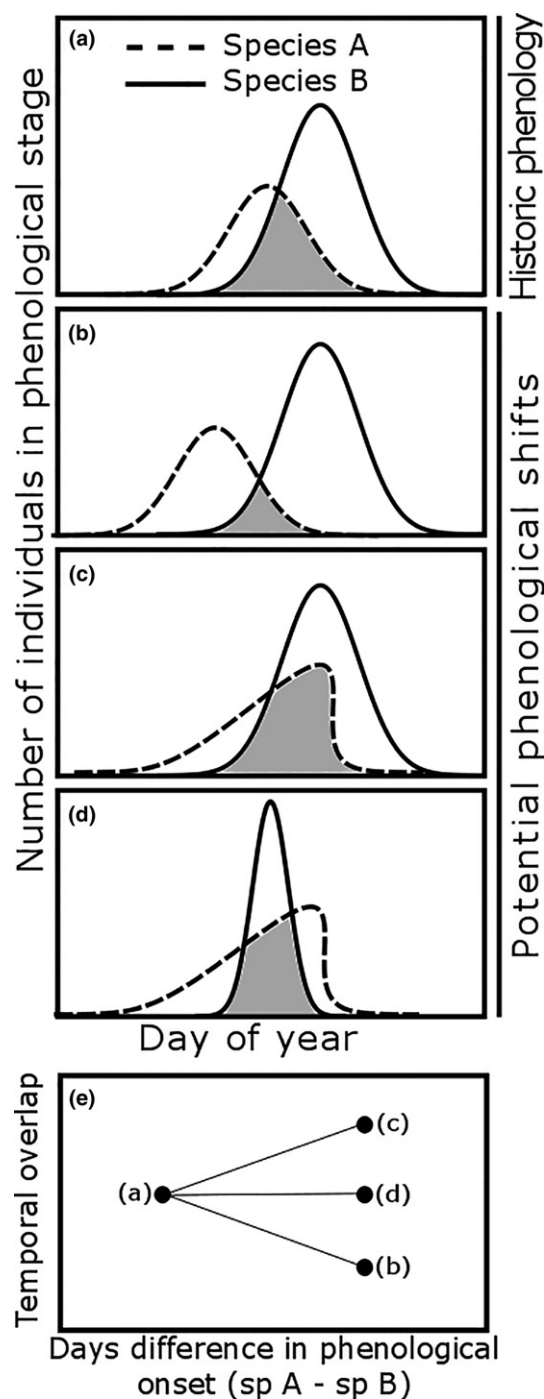 (a)
Species A
Species B
Historic phenology
Number of individuals in phenological stage
(b)
(c)
(d)
Potential phenological shifts
Day of year
(e)
Temporal overlap
(a)
(c)
(d)
(b)
Days difference in phenological
onset (sp A - sp B)